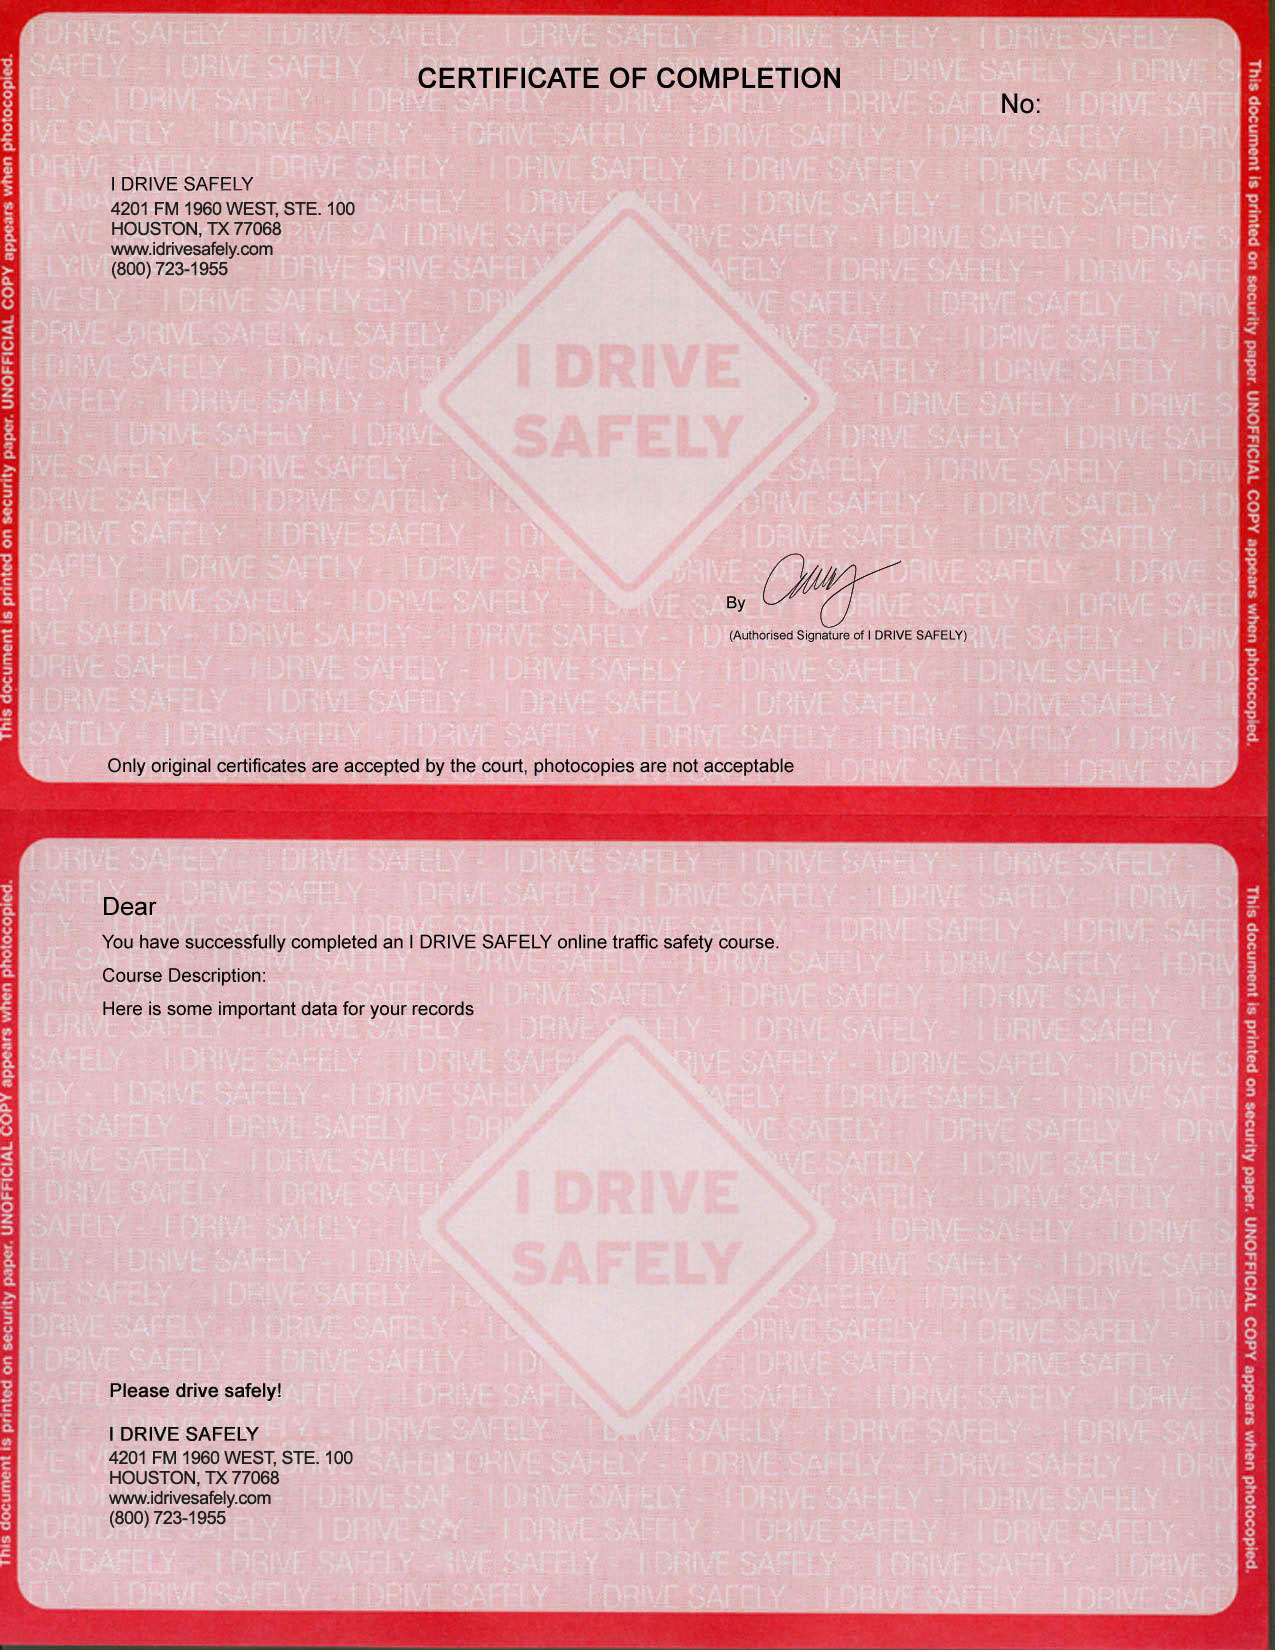 CERTIFICATE OF COMPLETION
No:
I DRIVE SAFELY
4201 FM 1960 WEST, STE. 100
HOUSTON, TX 77068
www.idrivesafely.com
(800) 723-1955
I DRIVE
SAFELY
By
(Authorised Signature of I DRIVE SAFELY)
Only original certificates are accepted by the court, photocopies are not acceptable
This document is printed on security paper. UNOFFICIAL COPY appears when photocopied.
This document is printed on security paper. UNOFFICIAL COPY appears when photocopied.
Dear
You have successfully completed an I DRIVE SAFELY online traffic safety course.
Course Description:
Here is some important data for your records
I DRIVE
SAFELY
Please drive safely!
I DRIVE SAFELY
4201 FM 1960 WEST, STE. 100
HOUSTON, TX 77068
www.idrivesafely.com
(800) 723-1955
This document is printed on security paper. UNOFFICIAL COPY appears when photocopied.
This document is printed on security paper. UNOFFICIAL COPY appears when photocopied.